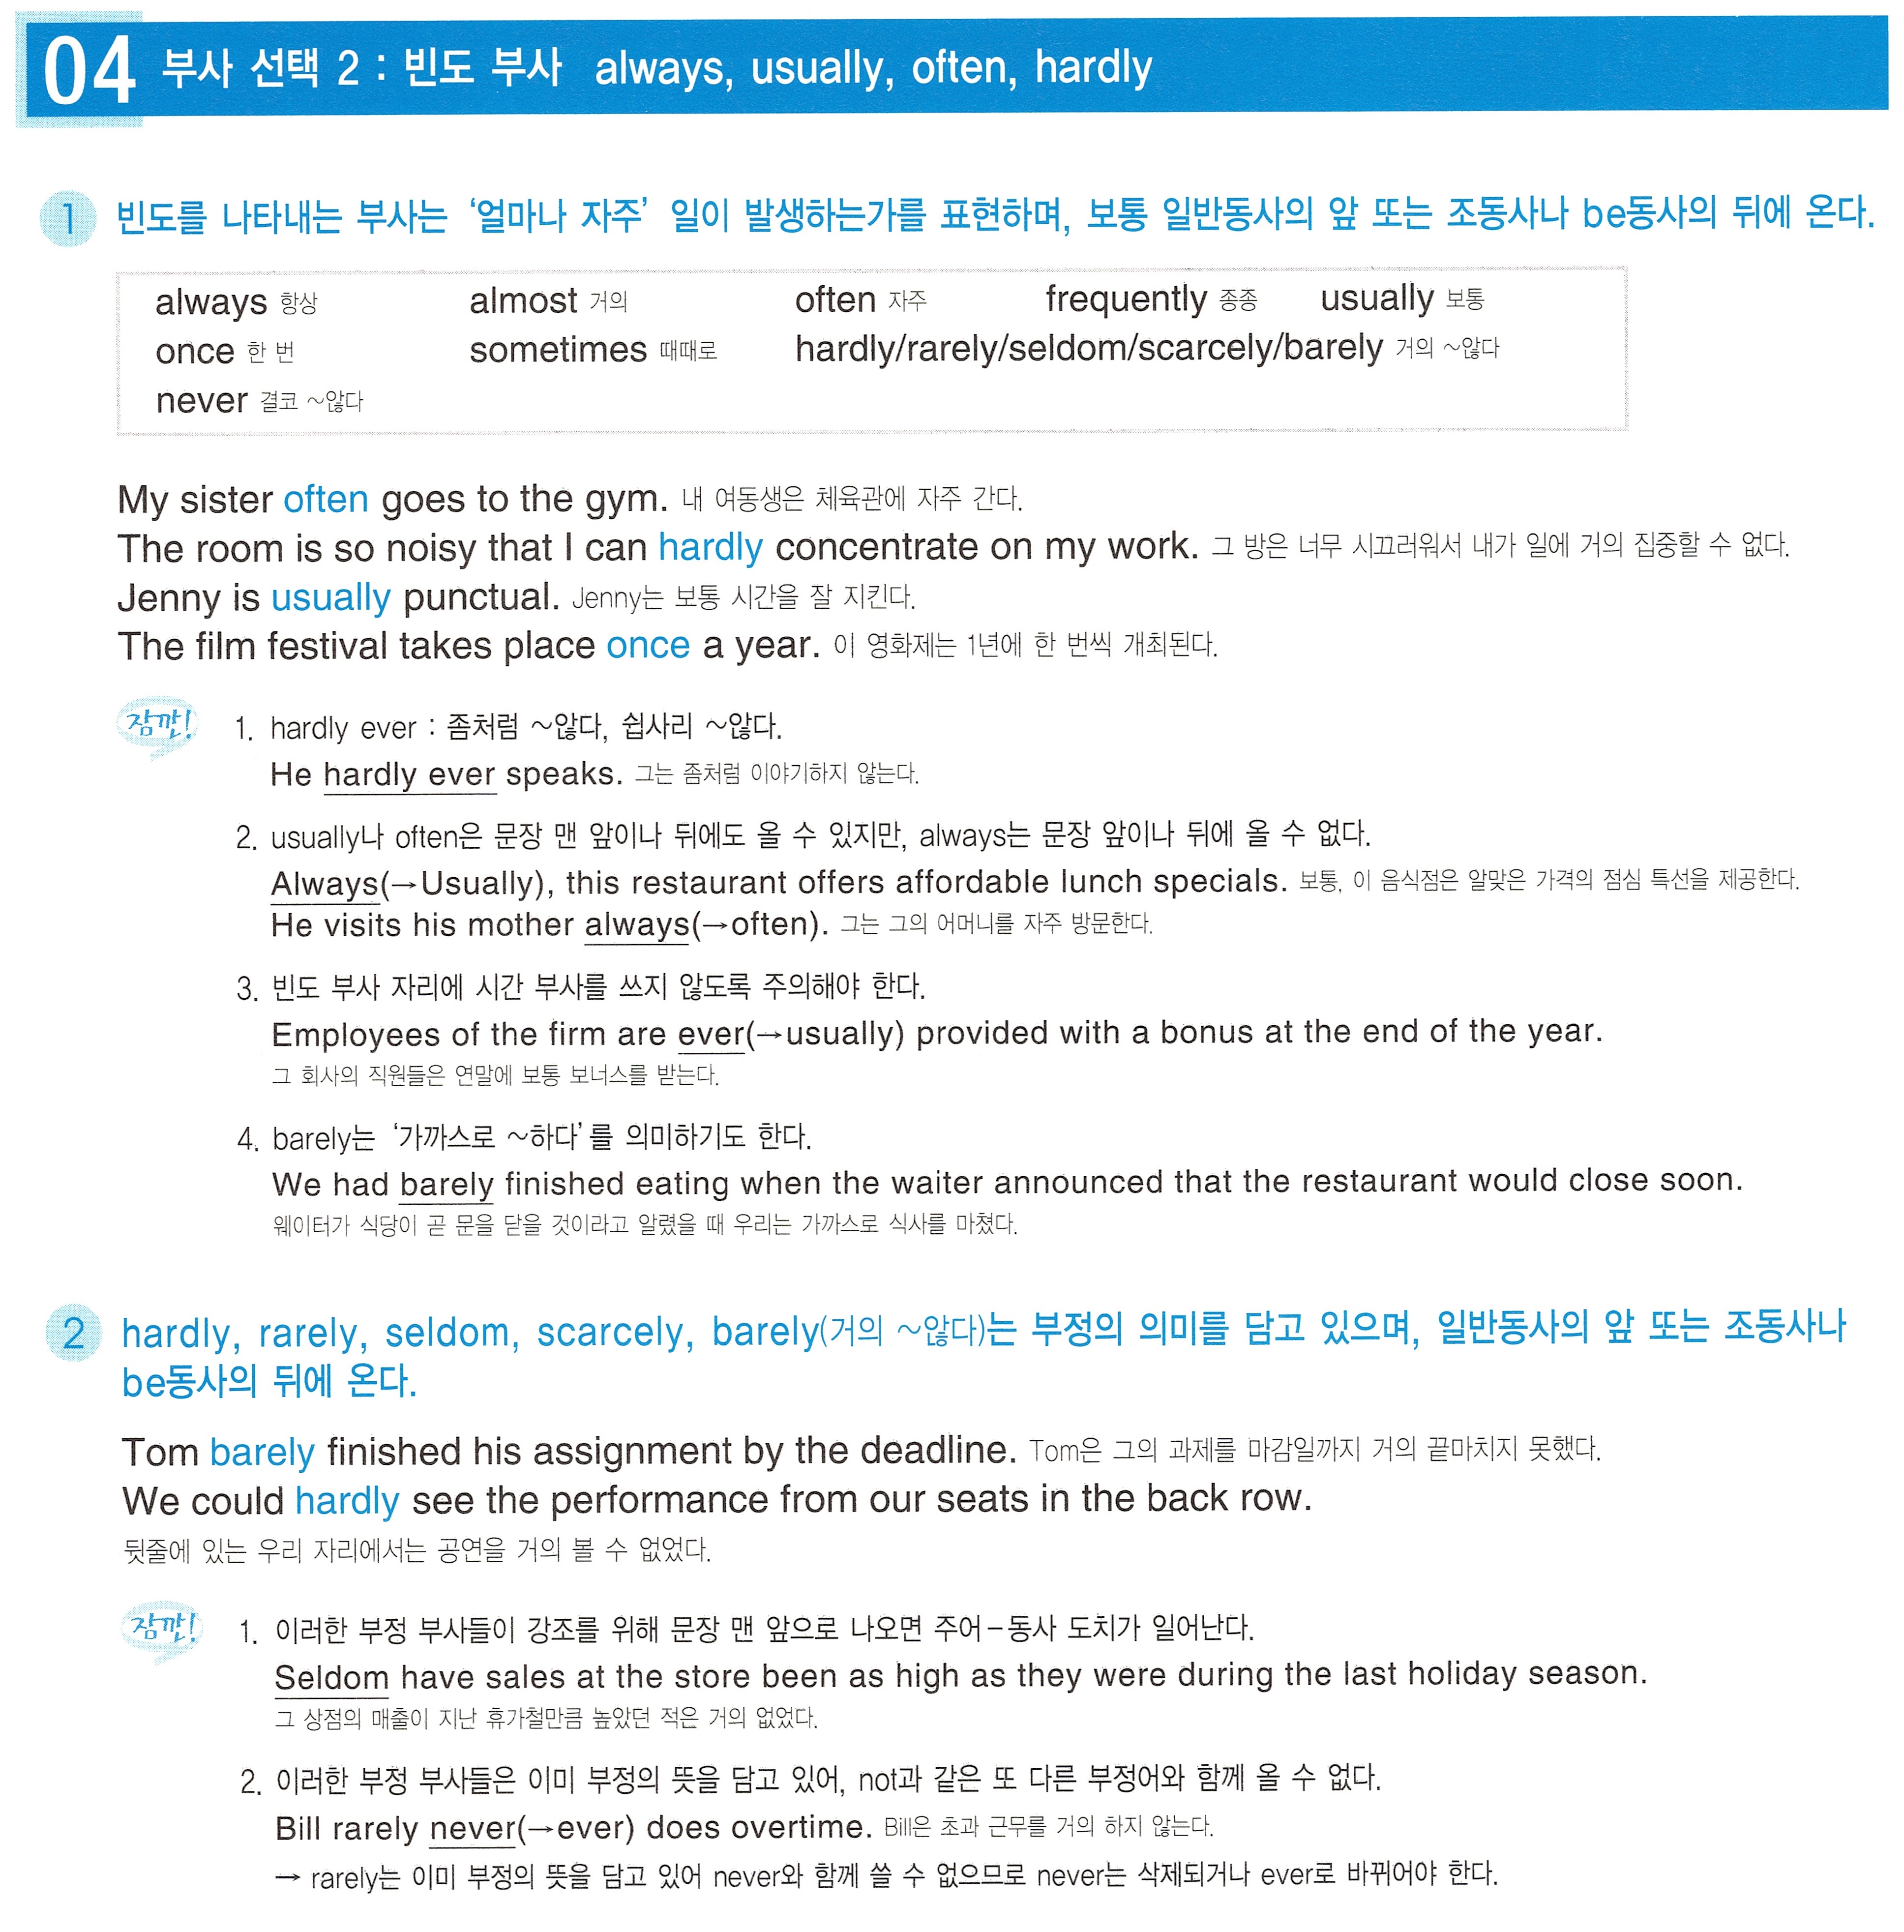 04 부사 선택 2 : 빈도 부사 always, usually, often, hardly
1 빈도를 나타내는 부사는 ‘얼마나 자주’ 일이 발생하는가를 표현하며, 보통 일반동사의 앞 또는 조동사나 be동사의 뒤에 온다.
always 항상 almost 거의 often 자주 frequently 종종 usually 보통
once 한 번 sometimes 때때로 hardly/rarely/seldom/scarcely/barely 거의 ~않다
never 결코 ~않다
My sister often goes to the gym. 내 여동생은 체육관에 자주 간다.
The room is so noisy that I can hardly concentrate on my work. 그 방은 너무 시끄러워서 내가 일에 거의 집중할 수 없다.
Jenny is usually punctual. Jenny는 보통 시간을 잘 지킨다.
The film festival takes place once a year. 이 영화제는 1년에 한 번씩 개최된다.
잠깐! 1. hardly ever : 좀처럼 ~않다, 쉽사리 ~않다.
He hardly ever speaks. 그는 좀처럼 이야기하지 않는다.
2. usually나 often은 문장 맨 앞이나 뒤에도 올 수 있지만, always는 문장 앞이나 뒤에 올 수 없다.
Always(→Usually), this restaurant offers affordable lunch specials. 보통, 이 음식점은 알맞은 가격의 점심 특선을 제공한다.
He visits his mother always(→often). 그는 그의 어머니를 자주 방문한다.
3. 빈도 부사 자리에 시간 부사를 쓰지 않도록 주의해야 한다.
Employees of the firm are ever(→usually) provided with a bonus at the end of the year.
그 회사의 직원들은 연말에 보통 보너스를 받는다.
4. barely는 ‘가까스로 ~하다’를 의미하기도 한다.
We had barely finished eating when the waiter announced that the restaurant would close soon.
웨이터가 식당이 곧 문을 닫을 것이라고 알렸을 때 우리는 가까스로 식사를 마쳤다.
2 hardly, rarely, seldom, scarcely, barely(거의 ~않다)는 부정의 의미를 담고 있으며, 일반동사의 앞 또는 조동사나
be동사의 뒤에 온다.
Tom barely finished his assignment by the deadline. Tom은 그의 과제를 마감일까지 거의 끝마치지 못했다.
We could hardly see the performance from our seats in the back row.
뒷줄에 있는 우리 자리에서는 공연을 거의 볼 수 없었다.
잠깐! 1. 이러한 부정 부사들이 강조를 위해 문장 맨 앞으로 나오면 주어-동사 도치가 일어난다.
Seldom have sales at the store been as high as they were during the last holiday season.
그 상점의 매출이 지난 휴가철만큼 높았던 적은 거의 없었다.
2. 이러한 부정 부사들은 이미 부정의 뜻을 담고 있어, not과 같은 또 다른 부정어와 함께 올 수 없다.
Bill rarely never(→ever) does overtime. Bill은 초과 근무를 거의 하지 않는다.
→ rarely는 이미 부정의 뜻을 담고 있어 never와 함께 쓸 수 없으므로 never는 삭제되거나 ever로 바뀌어야 한다.